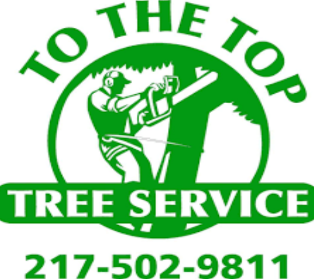 TO THE TOP
TREE SERVICE
217-502-9811